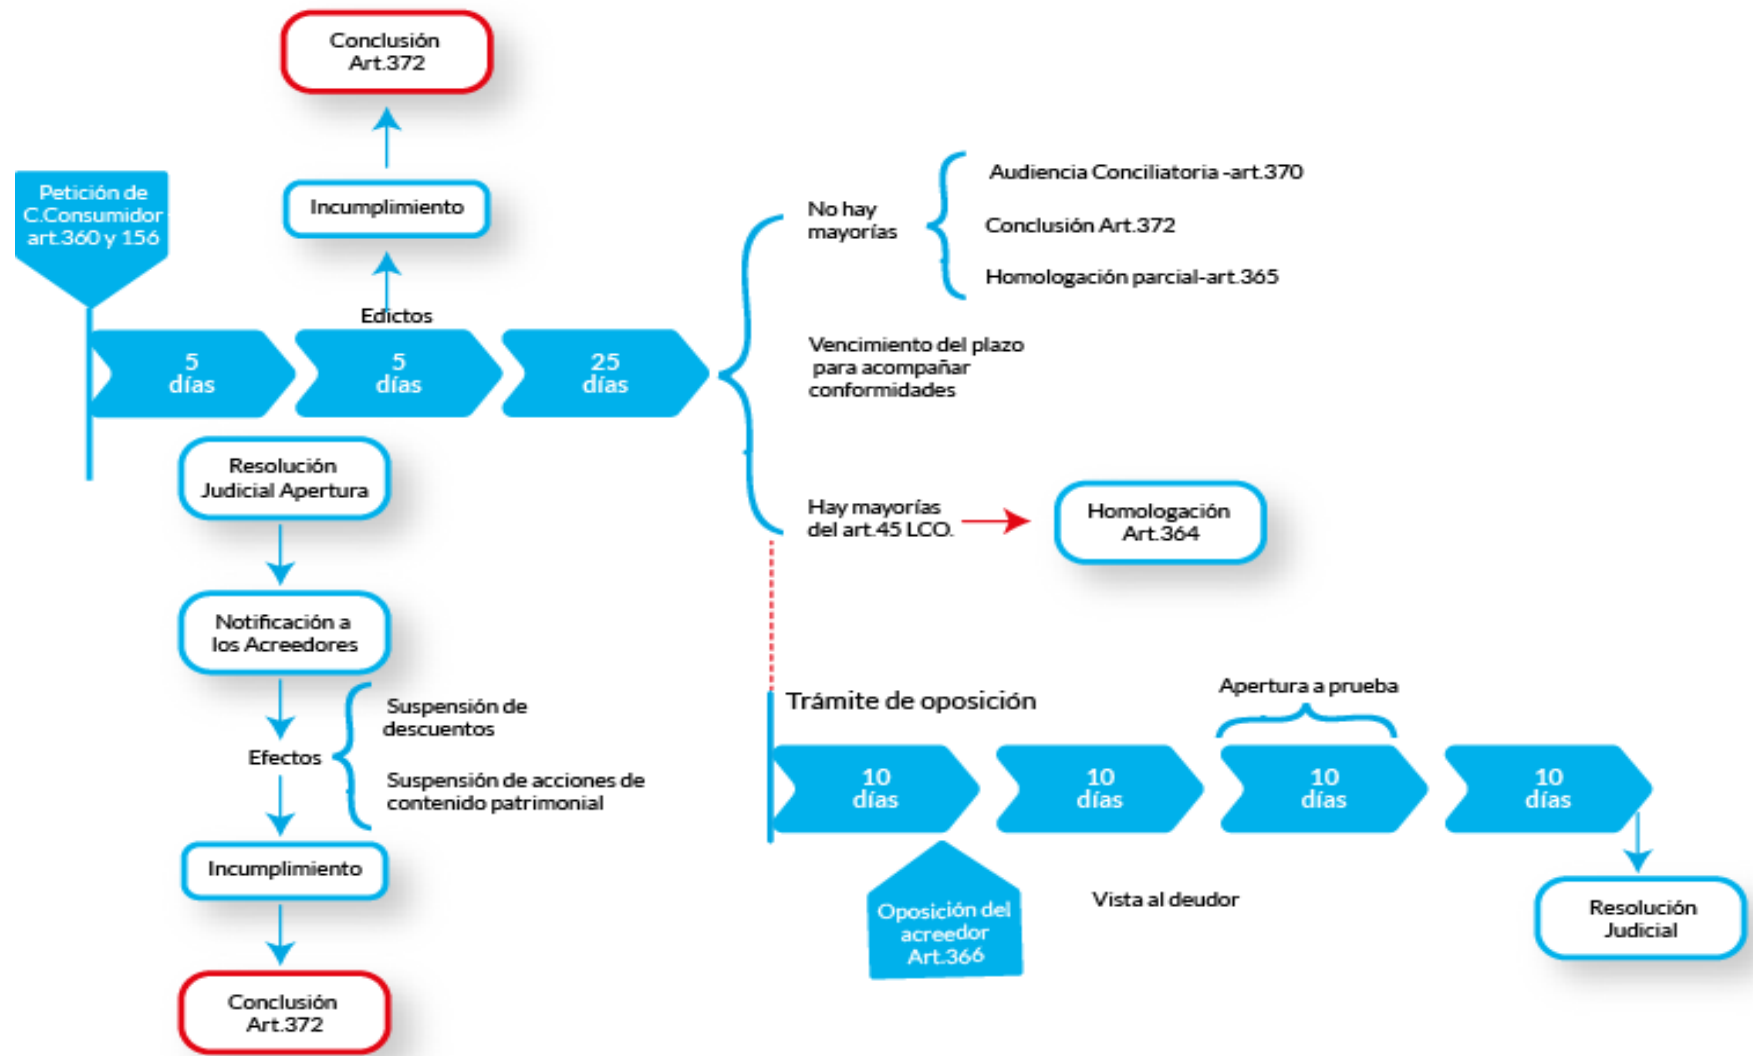 Conclusión
Art.372
Incumplimiento
Petición de
C.Consumidor
art.360 y 156
Edictos
5
días
5
días
25
días
No hay
mayorías
Audiencia Conciliatoria -art.370
Conclusión Art.372
Homologación parcial-art.365
Vencimiento del plazo
para acompañar
conformidades
Hay mayorías
del art.45 LCO.
Homologación
Art.364
Resolución
Judicial Apertura
Notificación a
los Acreedores
Efectos
Suspensión de
descuentos
Suspensión de acciones de
contenido patrimonial
Incumplimiento
Conclusión
Art.372
Trámite de oposición
Apertura a prueba
10
días
10
días
10
días
10
días
Oposición del
acreedor
Art.366
Vista al deudor
Resolución
Judicial